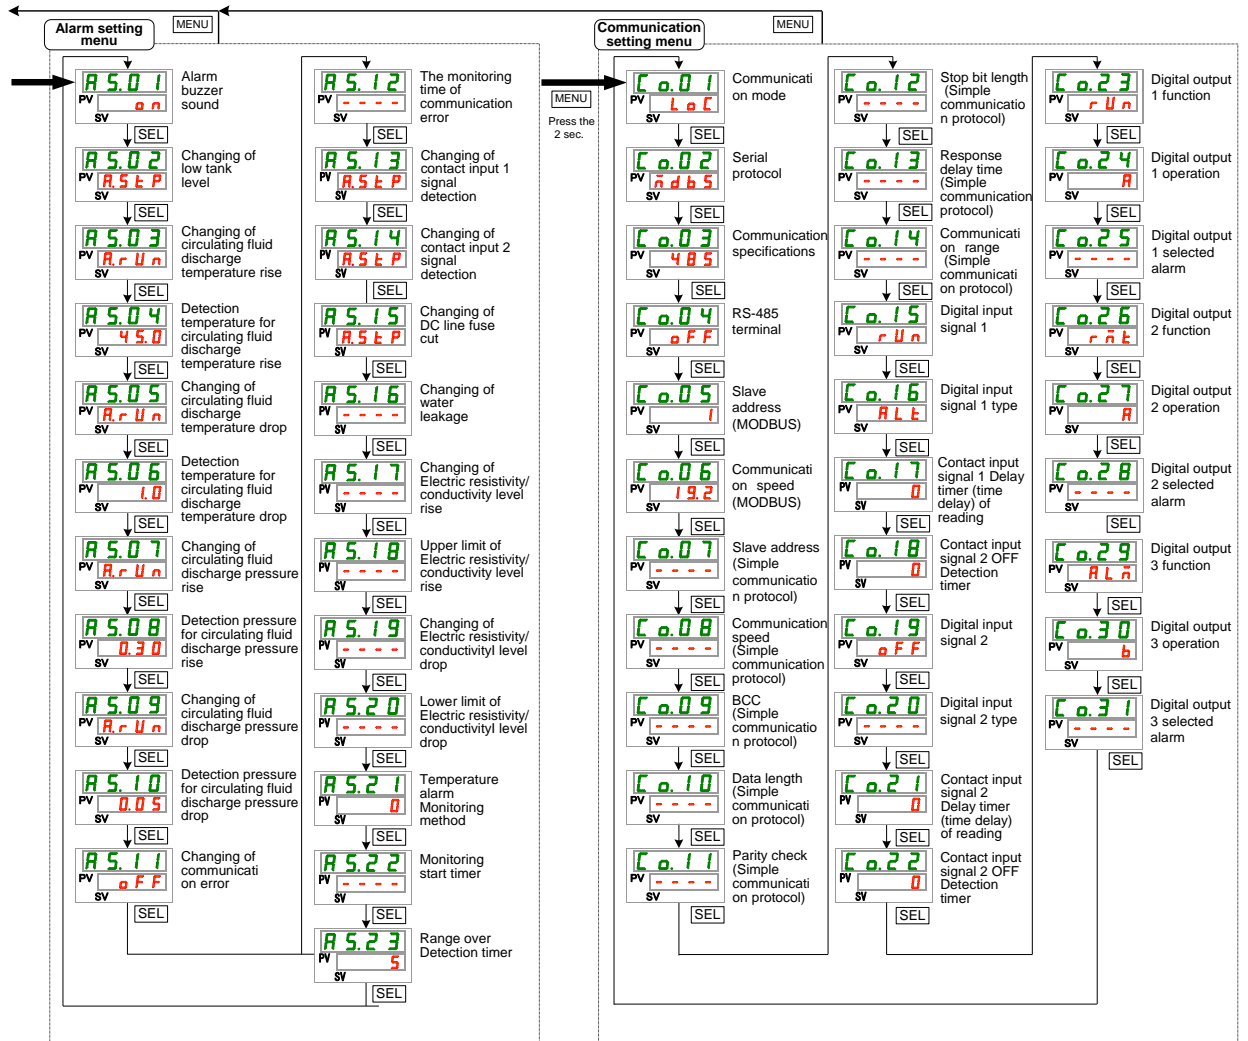 MENU
MENU
Alarm setting
menu
AS.01
PV
on
SV
Alarm
buzzer
sound
SEL
AS.02
PV
A.StP
SV
Changing of
low tank
level
SEL
AS.03
PV
A.rUn
SV
Changing of
circulating fluid
discharge
temperature rise
SEL
AS.04
PV
45.0
SV
Detection
temperature for
circulating fluid
discharge
temperature rise
SEL
AS.05
PV
A.rUn
SV
Changing of
circulating fluid
discharge
temperature drop
SEL
AS.06
PV
1.0
SV
Detection
temperature for
circulating fluid
discharge
temperature drop
SEL
AS.07
PV
A.rUn
SV
Changing of
circulating fluid
discharge pressure
rise
SEL
AS.08
PV
0.30
SV
Detection pressure
for circulating fluid
discharge pressure
rise
SEL
AS.09
PV
A.rUn
SV
Changing of
circulating fluid
discharge pressure
drop
SEL
AS.10
PV
0.05
SV
Detection pressure
for circulating fluid
discharge pressure
drop
SEL
AS.11
PV
oFF
SV
Changing of
communicati
on error
SEL
AS.12
PV
----
SV
The monitoring
time of
communication
error
SEL
AS.13
PV
A.StP
SV
Changing of
contact input 1
signal
detection
SEL
AS.14
PV
A.StP
SV
Changing of
contact input 2
signal
detection
SEL
AS.15
PV
A.StP
SV
Changing of
DC line fuse
cut
SEL
AS.16
PV
----
SV
Changing of
water
leakage
SEL
AS.17
PV
----
SV
Changing of
Electric resistivity/
conductivity level
rise
SEL
AS.18
PV
----
SV
Upper limit of
Electric resistivity/
conductivity level
rise
SEL
AS.19
PV
----
SV
Changing of
Electric resistivity/
conductivityl level
drop
SEL
AS.20
PV
----
SV
Lower limit of
Electric resistivity/
conductivityl level
drop
SEL
AS.21
PV
0
SV
Temperature
alarm
Monitoring
method
SEL
AS.22
PV
----
SV
Monitoring
start timer
SEL
AS.23
PV
5
SV
Range over
Detection timer
SEL
MENU
Press the
2 sec.
Communication
setting menu
Co.01
PV
LoC
SV
Communicati
on mode
SEL
Co.02
PV
mdbS
SV
Serial
protocol
SEL
Co.03
PV
485
SV
Communication
specifications
SEL
Co.04
PV
oFF
SV
RS-485
terminal
SEL
Co.05
PV
1
SV
Slave
address
(MODBUS)
SEL
Co.06
PV
19.2
SV
Communicati
on speed
(MODBUS)
SEL
Co.07
PV
----
SV
Slave address
(Simple
communicatio
n protocol)
SEL
Co.08
PV
----
SV
Communication
speed
(Simple
communication
protocol)
SEL
Co.09
PV
----
SV
BCC
(Simple
communicatio
n protocol)
SEL
Co.10
PV
----
SV
Data length
(Simple
communicati
on protocol)
SEL
Co.11
PV
----
SV
Parity check
(Simple
communicati
on protocol)
SEL
Co.12
PV
----
SV
Stop bit length
(Simple
communicatio
n protocol)
SEL
Co.13
PV
----
SV
Response
delay time
(Simple
communication
protocol)
SEL
Co.14
PV
----
SV
Communicati
on range
(Simple
communicati
on protocol)
SEL
Co.15
PV
rUn
SV
Digital input
signal 1
SEL
Co.16
PV
ALt
SV
Digital input
signal 1 type
SEL
Co.17
PV
0
SV
Contact input
signal 1 Delay
timer (time
delay) of
reading
SEL
Co.18
PV
0
SV
Contact input
signal 2 OFF
Detection
timer
SEL
Co.19
PV
oFF
SV
Digital input
signal 2
SEL
Co.20
PV
----
SV
Digital input
signal 2 type
SEL
Co.21
PV
0
SV
Contact input
signal 2
Delay timer
(time delay)
of reading
SEL
Co.22
PV
0
SV
Contact input
signal 2 OFF
Detection
timer
SEL
Co.23
PV
rUn
SV
Digital output
1 function
SEL
Co.24
PV
A
SV
Digital output
1 operation
SEL
Co.25
PV
----
SV
Digital output
1 selected
alarm
SEL
Co.26
PV
rmt
SV
Digital output
2 function
SEL
Co.27
PV
A
SV
Digital output
2 operation
SEL
Co.28
PV
----
SV
Digital output
2 selected
alarm
SEL
Co.29
PV
ALm
SV
Digital output
3 function
SEL
Co.30
PV
b
SV
Digital output
3 operation
SEL
Co.31
PV
----
SV
Digital output
3 selected
alarm
SEL